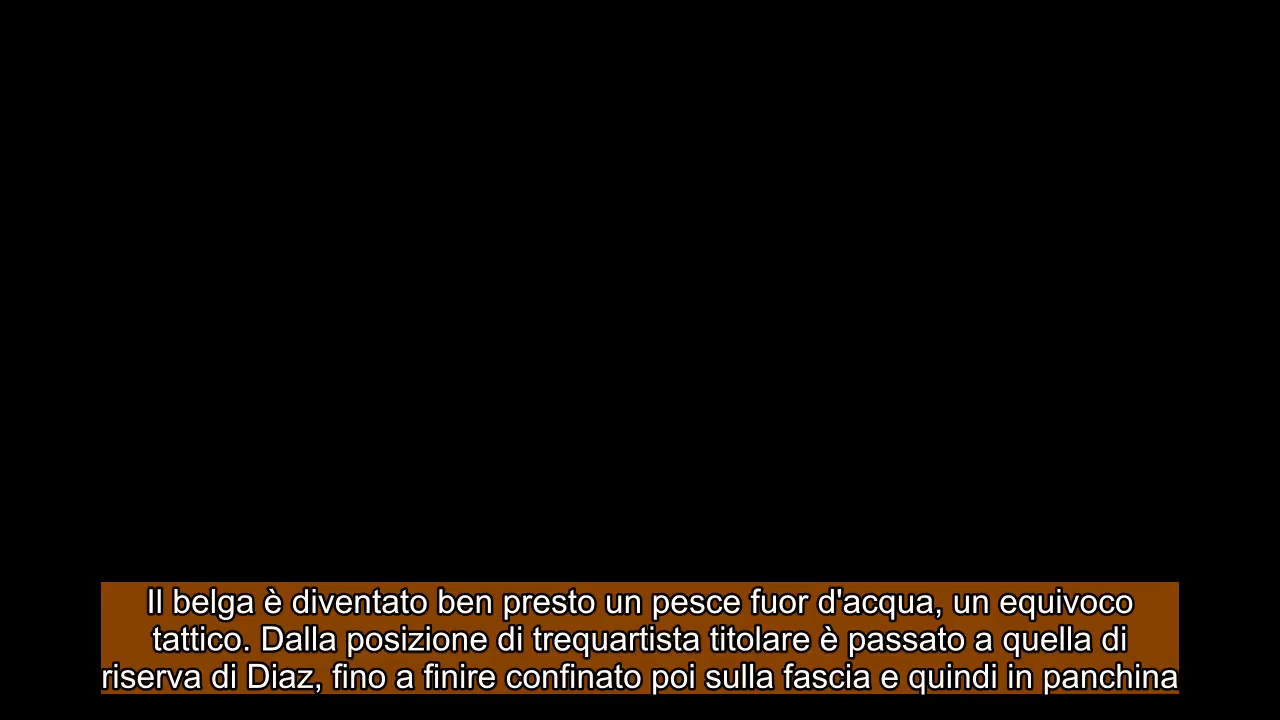 Il belga è diventato ben presto un pesce fuor d'acqua, un equivoco
tattico. Dalla posizione di trequartista titolare è passato a quella di
riserva di Diaz, fino a finire confinato poi sulla fascia e quindi in panchina